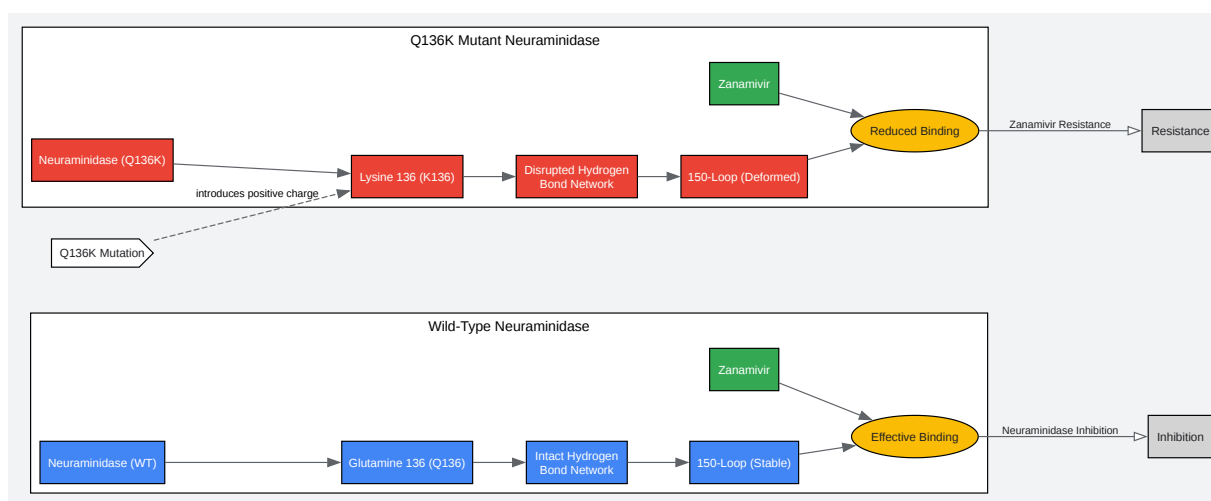 Q136K Mutant Neuraminidase
Zanamivir
Reduced Binding
Zanamivir Resistance
Resistance
Neuraminidase (Q136K)
Lysine 136 (K136)
Disrupted Hydrogen
Bond Network
150-Loop (Deformed)
introduces positive charge
Q136K Mutation
Wild-Type Neuraminidase
Zanamivir
Effective Binding
Neuraminidase Inhibition
Inhibition
Neuraminidase (WT)
Glutamine 136 (Q136)
Intact Hydrogen
Bond Network
150-Loop (Stable)